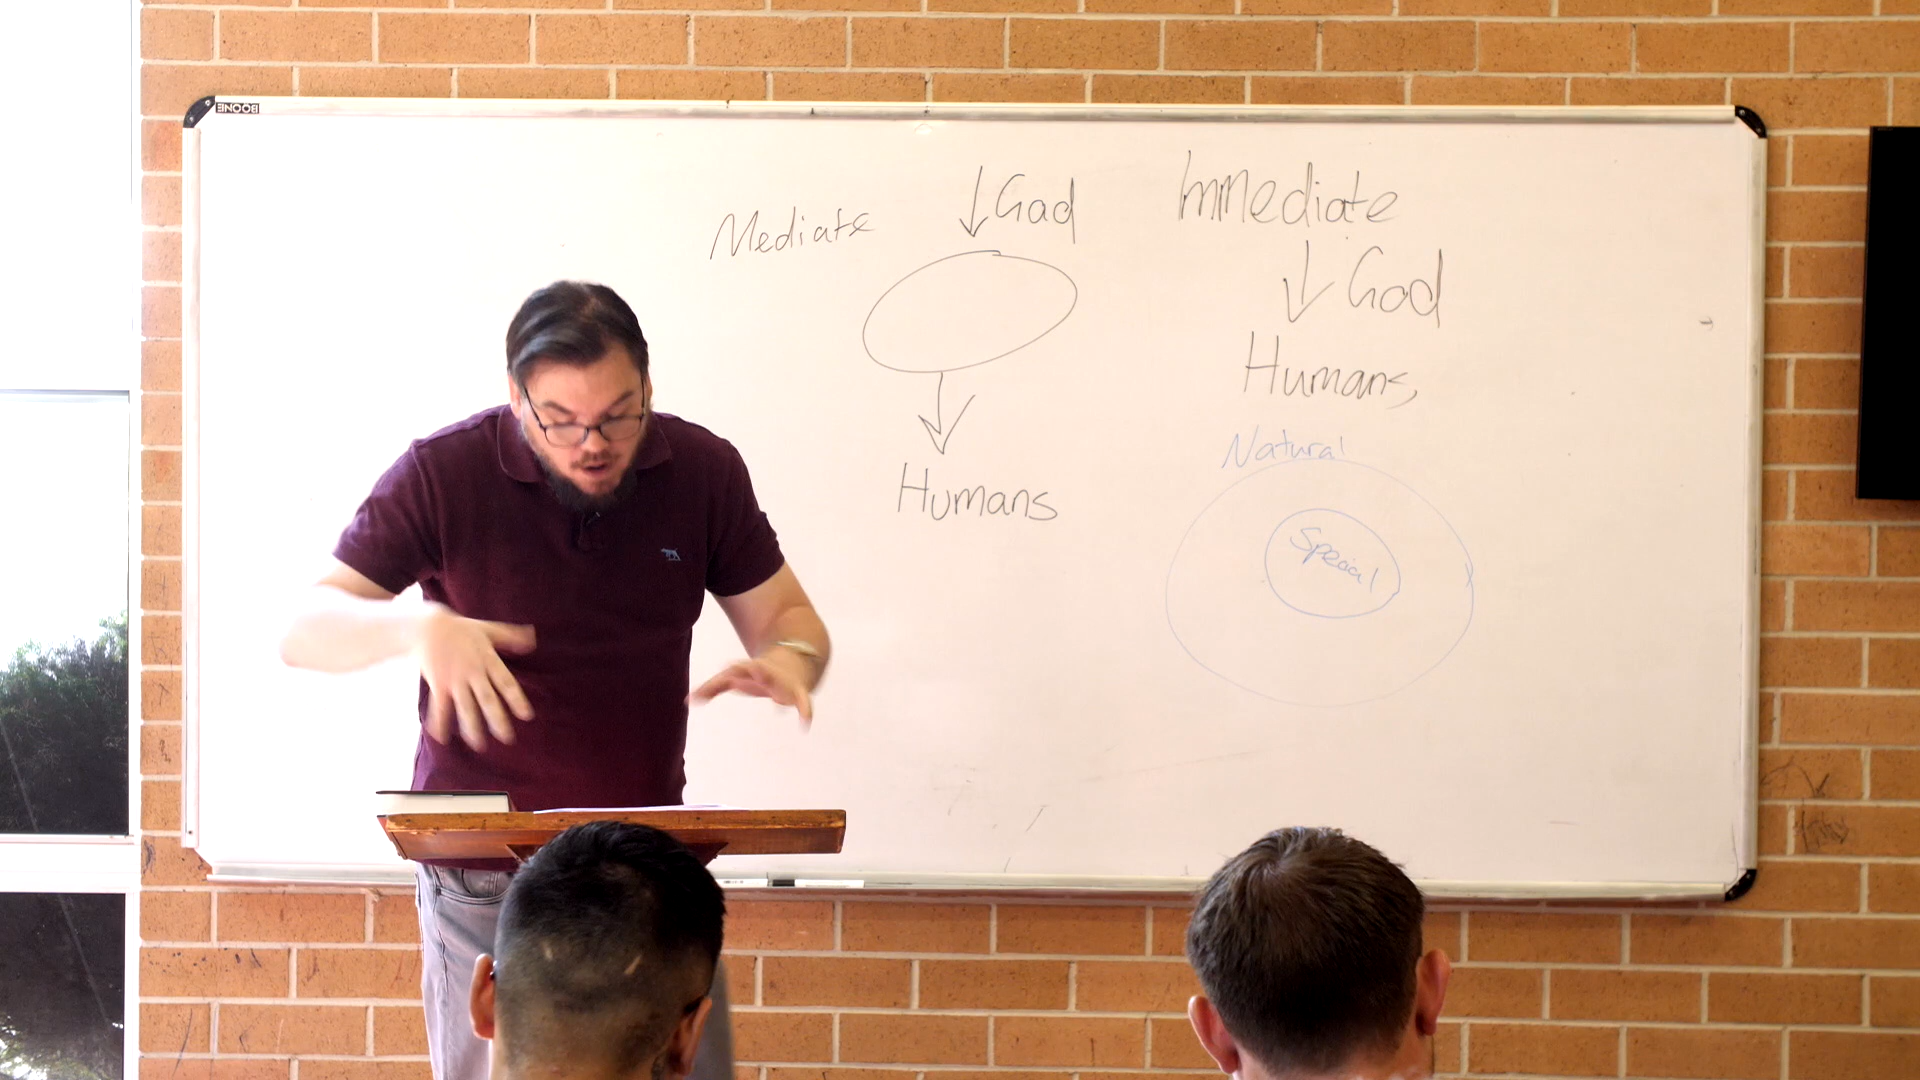 BOONE
Mediate
↓ God
Humans
Immediate
↓ God
Humans,
Natural
Special